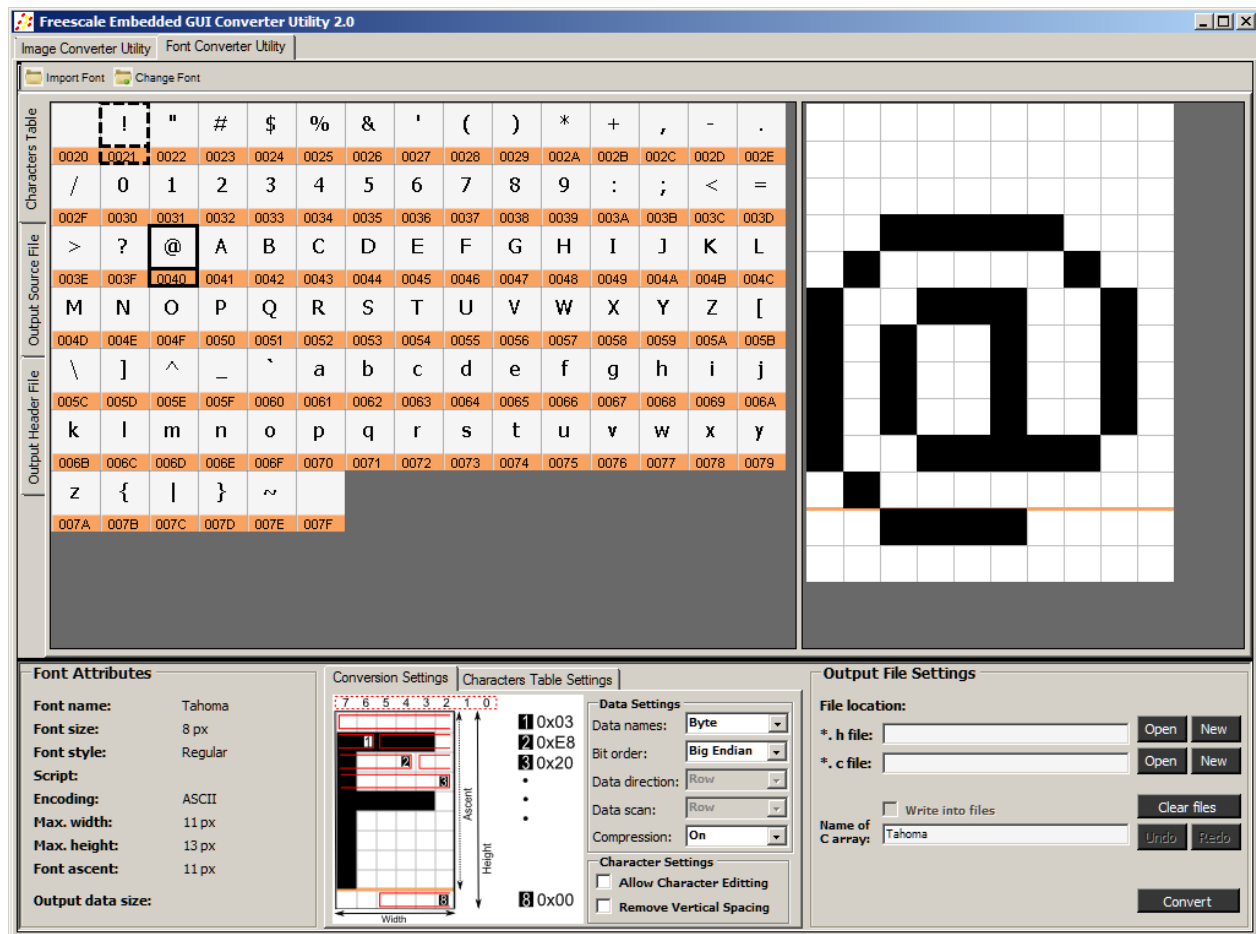 Freescale Embedded GUI Converter Utility 2.0
Image Converter Utility Font Converter Utility
Import Font Change Font
Characters Table
Output Source File
Output Header File
! " # $ % & ' ( ) * + , - .
0020 0021 0022 0023 0024 0025 0026 0027 0028 0029 002A 002B 002C 002D 002E
/ 0 1 2 3 4 5 6 7 8 9 : ; < =
002F 0030 0031 0032 0033 0034 0035 0036 0037 0038 0039 003A 003B 003C 003D
> ? @ A B C D E F G H I J K L
003E 003F 0040 0041 0042 0043 0044 0045 0046 0047 0048 0049 004A 004B 004C
M N O P Q R S T U V W X Y Z [
004D 004E 004F 0050 0051 0052 0053 0054 0055 0056 0057 0058 0059 005A 005B
\ ] ^ _ ` a b c d e f g h i j
005C 005D 005E 005F 0060 0061 0062 0063 0064 0065 0066 0067 0068 0069 006A
k l m n o p q r s t u v w x y
006B 006C 006D 006E 006F 0070 0071 0072 0073 0074 0075 0076 0077 0078 0079
z { | } ~
007A 007B 007C 007D 007E 007F
Font Attributes
Font name: Tahoma
Font size: 8 px
Font style: Regular
Script:
Encoding: ASCII
Max. width: 11 px
Max. height: 13 px
Font ascent: 11 px
Output data size:
Conversion Settings Characters Table Settings
7 6 5 4 3 2 1 0
1 0x03
2 0xE8
3 0x20
8 0x00
1
2
3
8
Ascent
Height
Width
Data Settings
Data names: Byte
Bit order: Big Endian
Data direction: Row
Data scan: Row
Compression: On
Character Settings
Allow Character Editting
Remove Vertical Spacing
Output File Settings
File location:
*. h file: Open New
*. c file: Open New
Write into files Clear files
Name of
C array: Tahoma Undo Redo
Convert